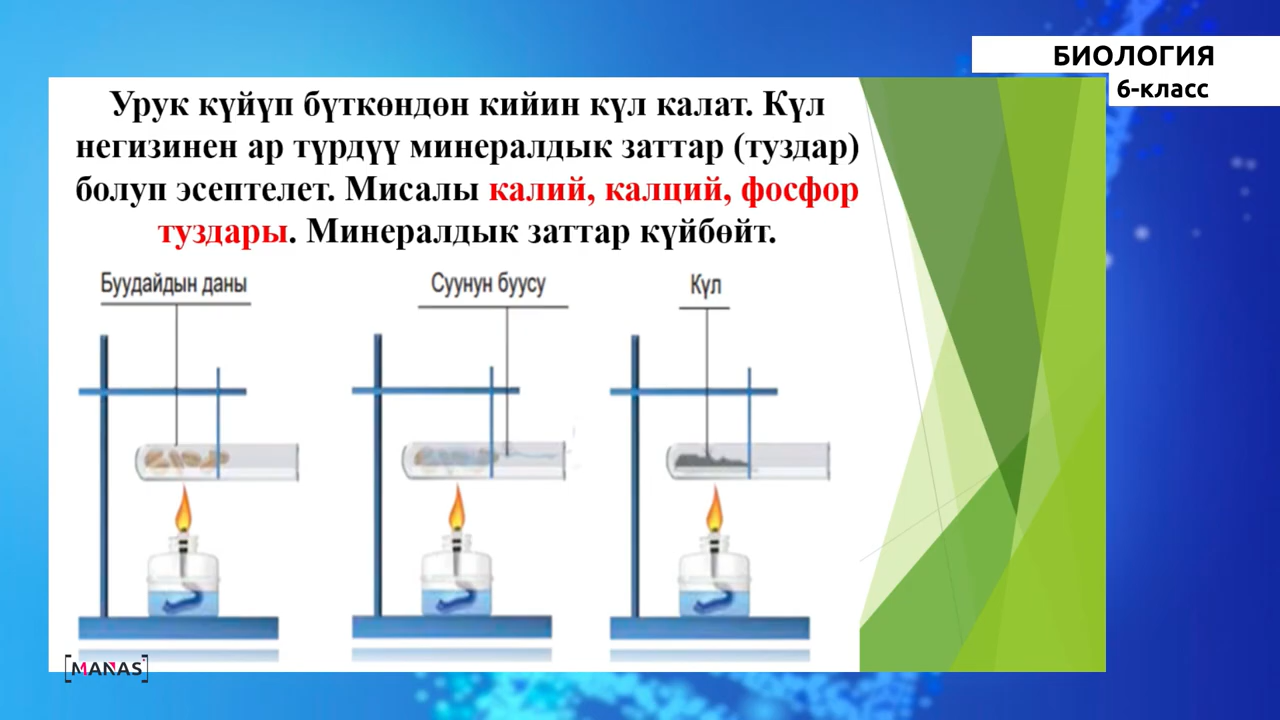 БИОЛОГИЯ
6-класс
Урук күйүп бүткөндөн кийин күл калат. Күл
негизинен ар түрдүү минералдык заттар (туздар)
болуп эсептелет. Мисалы калий, калций, фосфор
туздары. Минералдык заттар күйбөйт.
Буудайдын даны
Суунун буусу
Күл
MANAS